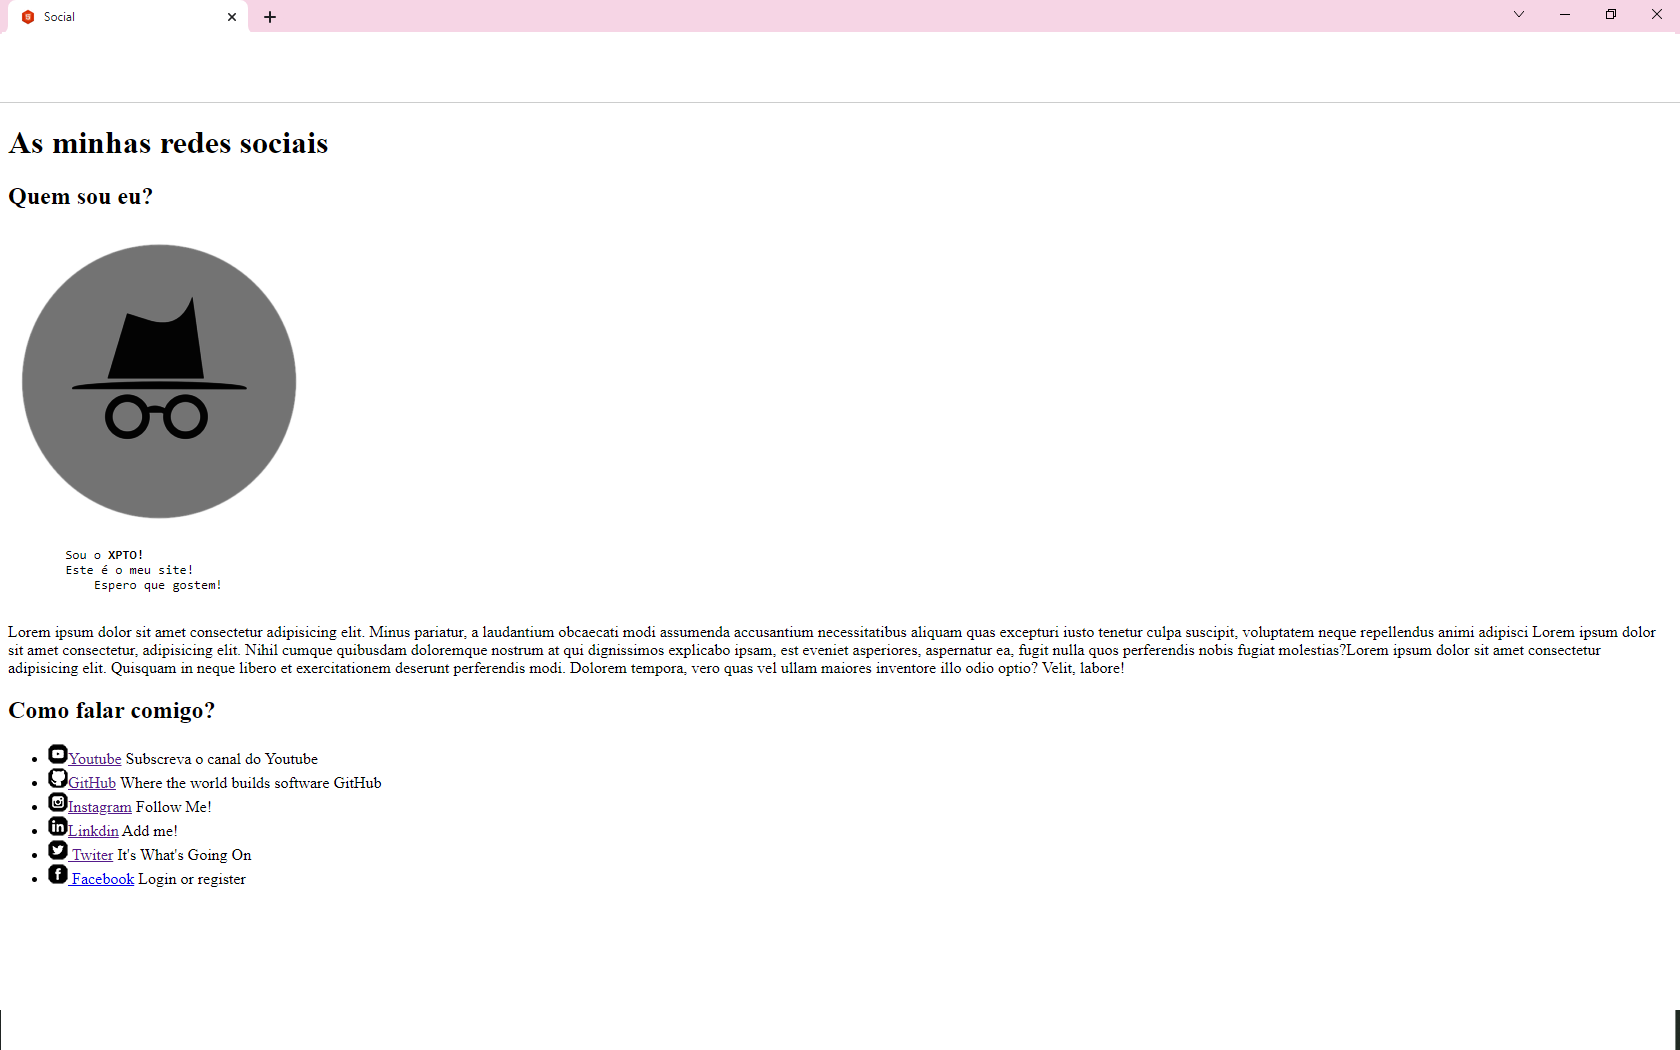 Social
As minhas redes sociais
Quem sou eu?
Sou o XPTO!
Este é o meu site!
Espero que gostem!
Lorem ipsum dolor sit amet consectetur adipisicing elit. Minus pariatur, a laudantium obcaecati modi assumenda accusantium necessitatibus aliquam quas excepturi iusto tenetur culpa suscipit, voluptatem neque repellendus animi adipisci Lorem ipsum dolor
sit amet consectetur, adipisicing elit. Nihil cumque quibusdam doloremque nostrum at qui dignissimos explicabo ipsam, est eveniet asperiores, aspernatur ea, fugit nulla quos perferendis nobis fugiat molestias?Lorem ipsum dolor sit amet consectetur
adipisicing elit. Quisquam in neque libero et exercitationem deserunt perferendis modi. Dolorem tempora, vero quas vel ullam maiores inventore illo odio optio? Velit, labore!
Como falar comigo?
Youtube Subscreva o canal do Youtube
GitHub Where the world builds software GitHub
Instagram Follow Me!
Linkdin Add me!
Twiter It's What's Going On
Facebook Login or register